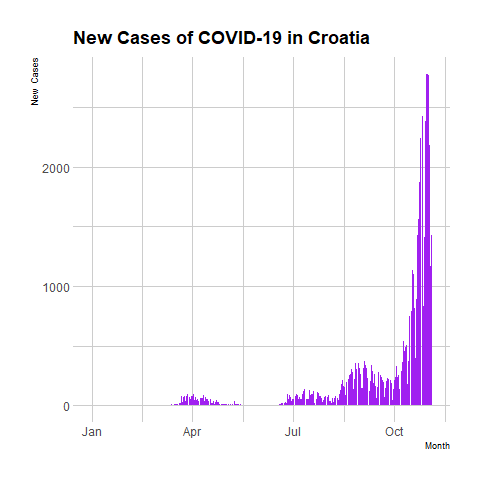 New Cases of COVID-19 in Croatia
New Cases
2000
1000
0
Jan Apr Jul Oct
Month